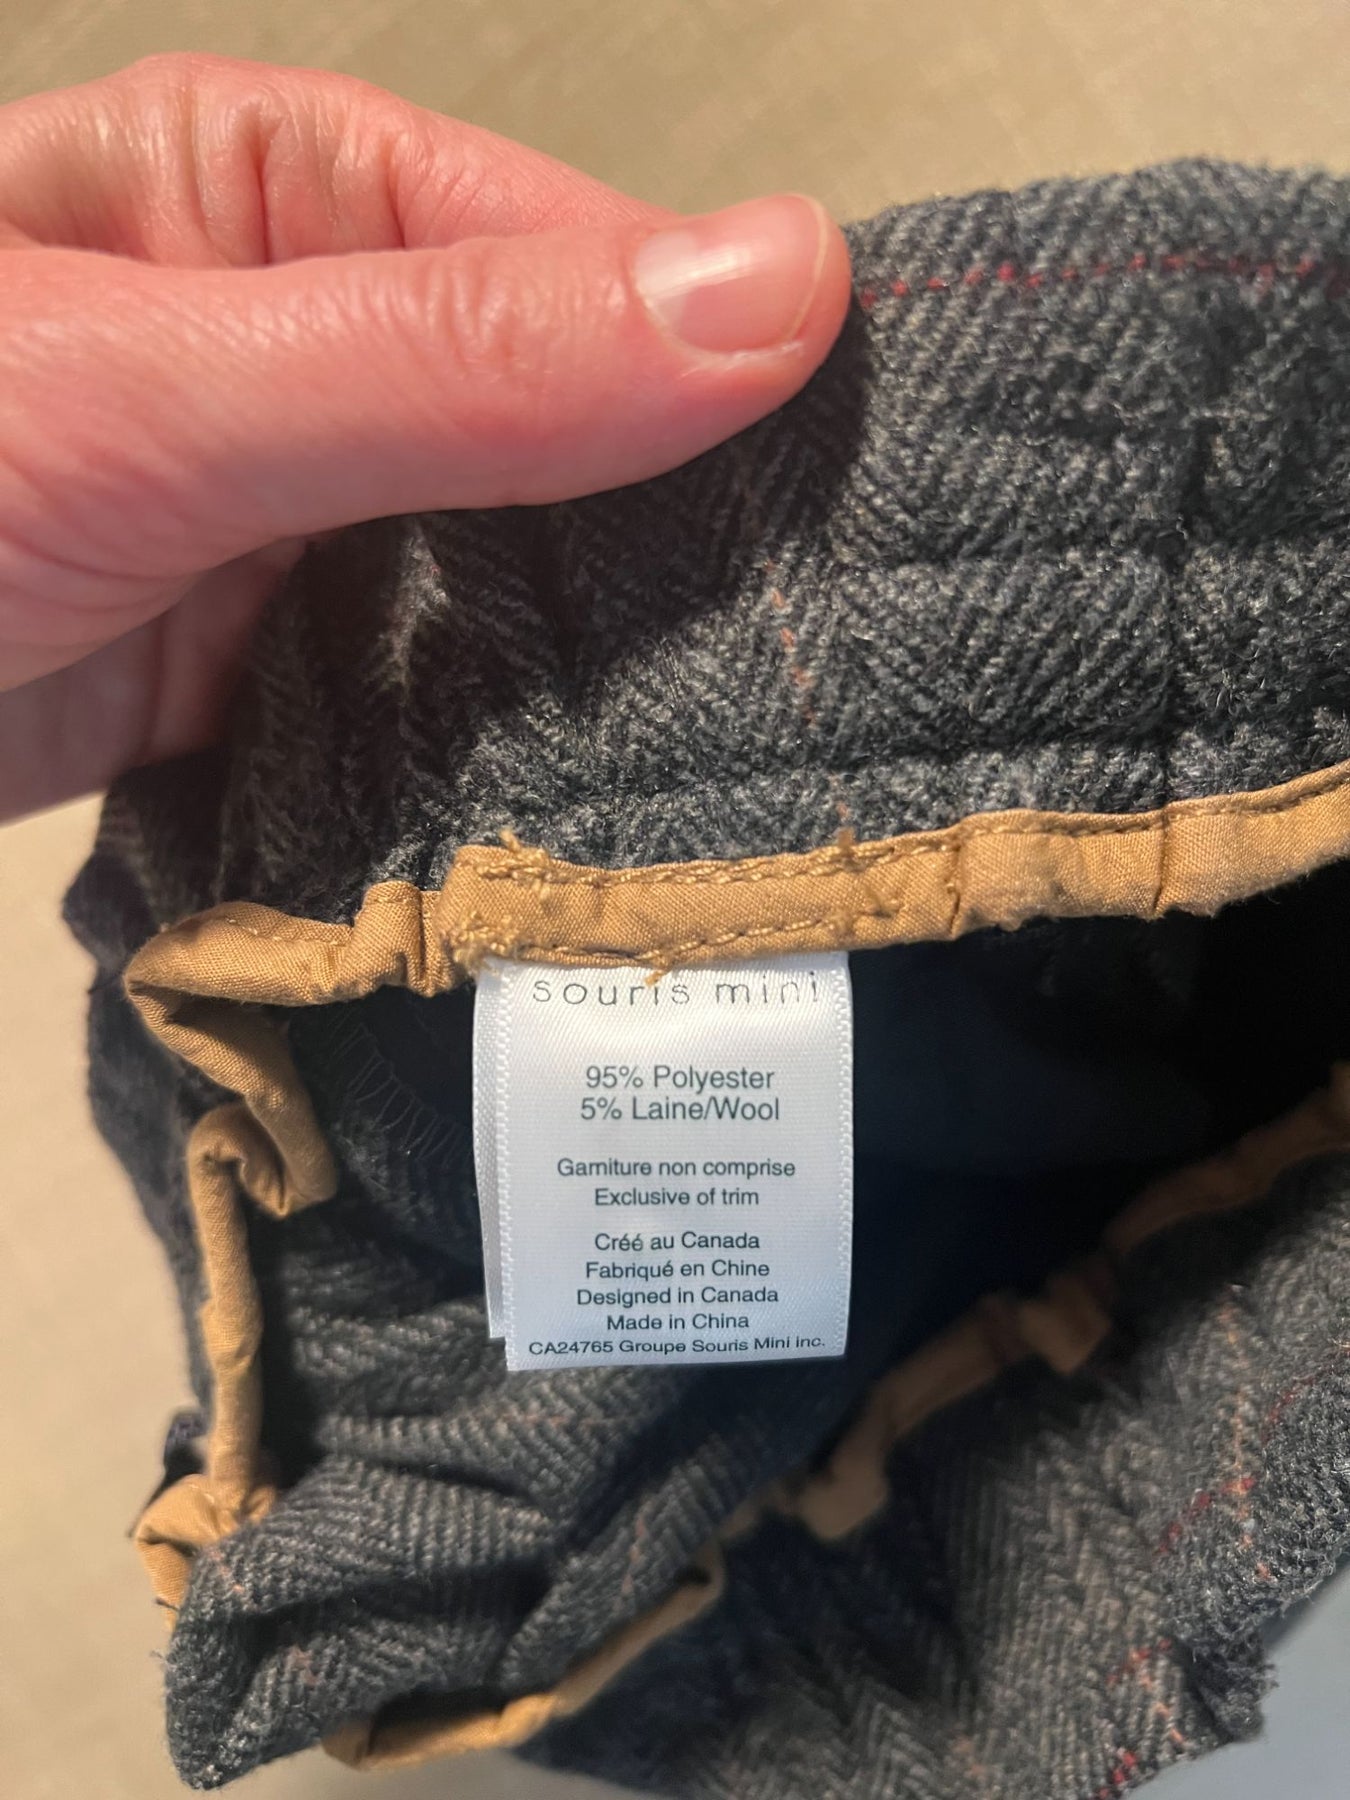 souris mini
95% Polyester
5% Laine/Wool
Garniture non comprise
Exclusive of trim
Créé au Canada
Fabriqué en Chine
Designed in Canada
Made in China
CA24765 Groupe Souris Mini inc.